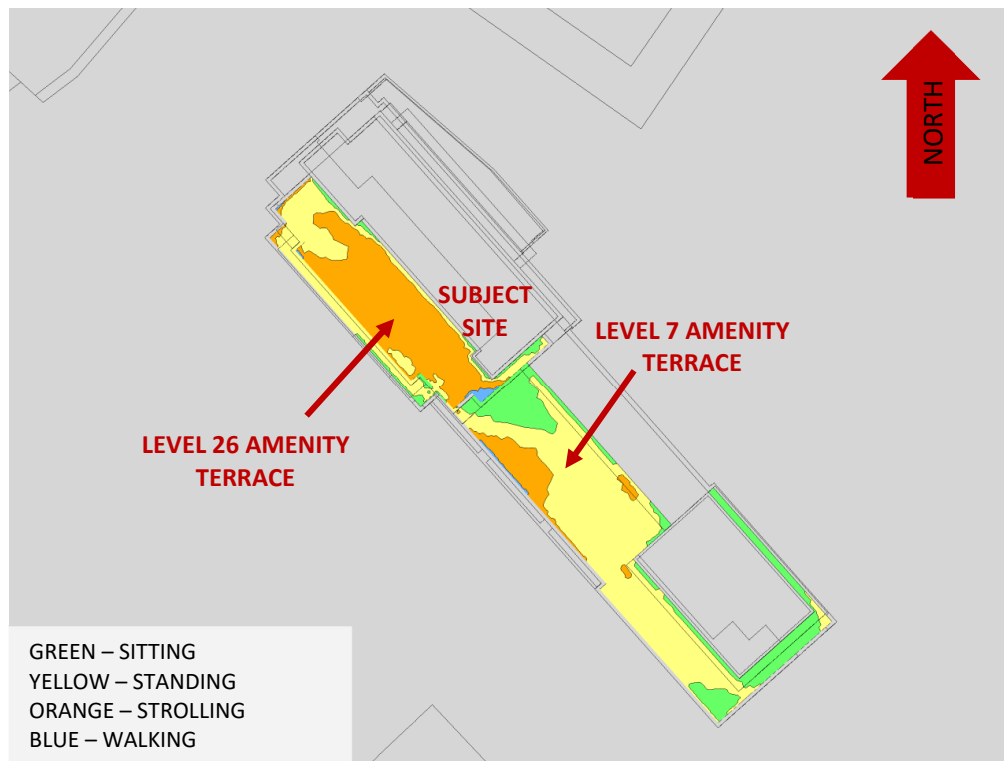 NORTH
SUBJECT
SITE
LEVEL 7 AMENITY
TERRACE
LEVEL 26 AMENITY
TERRACE
GREEN – SITTING
YELLOW – STANDING
ORANGE – STROLLING
BLUE – WALKING